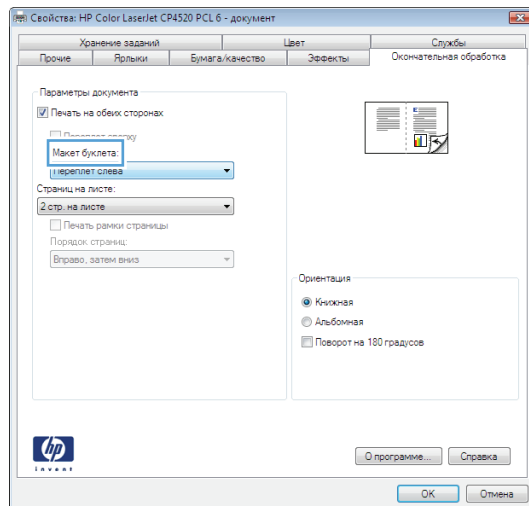 Свойства: HP Color LaserJet CP4520 PCL 6 - документ
Хранение заданий Цвет Службы
Прочие Ярлыки Бумага/качество Эффекты Окончательная обработка
Параметры документа
Печать на обеих сторонах
Переплет сверху
Макет буклета:
Переплет слева
Страниц на листе:
2 стр. на листе
Печать рамки страницы
Порядок страниц:
Вправо, затем вниз
Ориентация
Книжная
Альбомная
Поворот на 180 градусов
hp
invent
О программе... Справка
OK Отмена